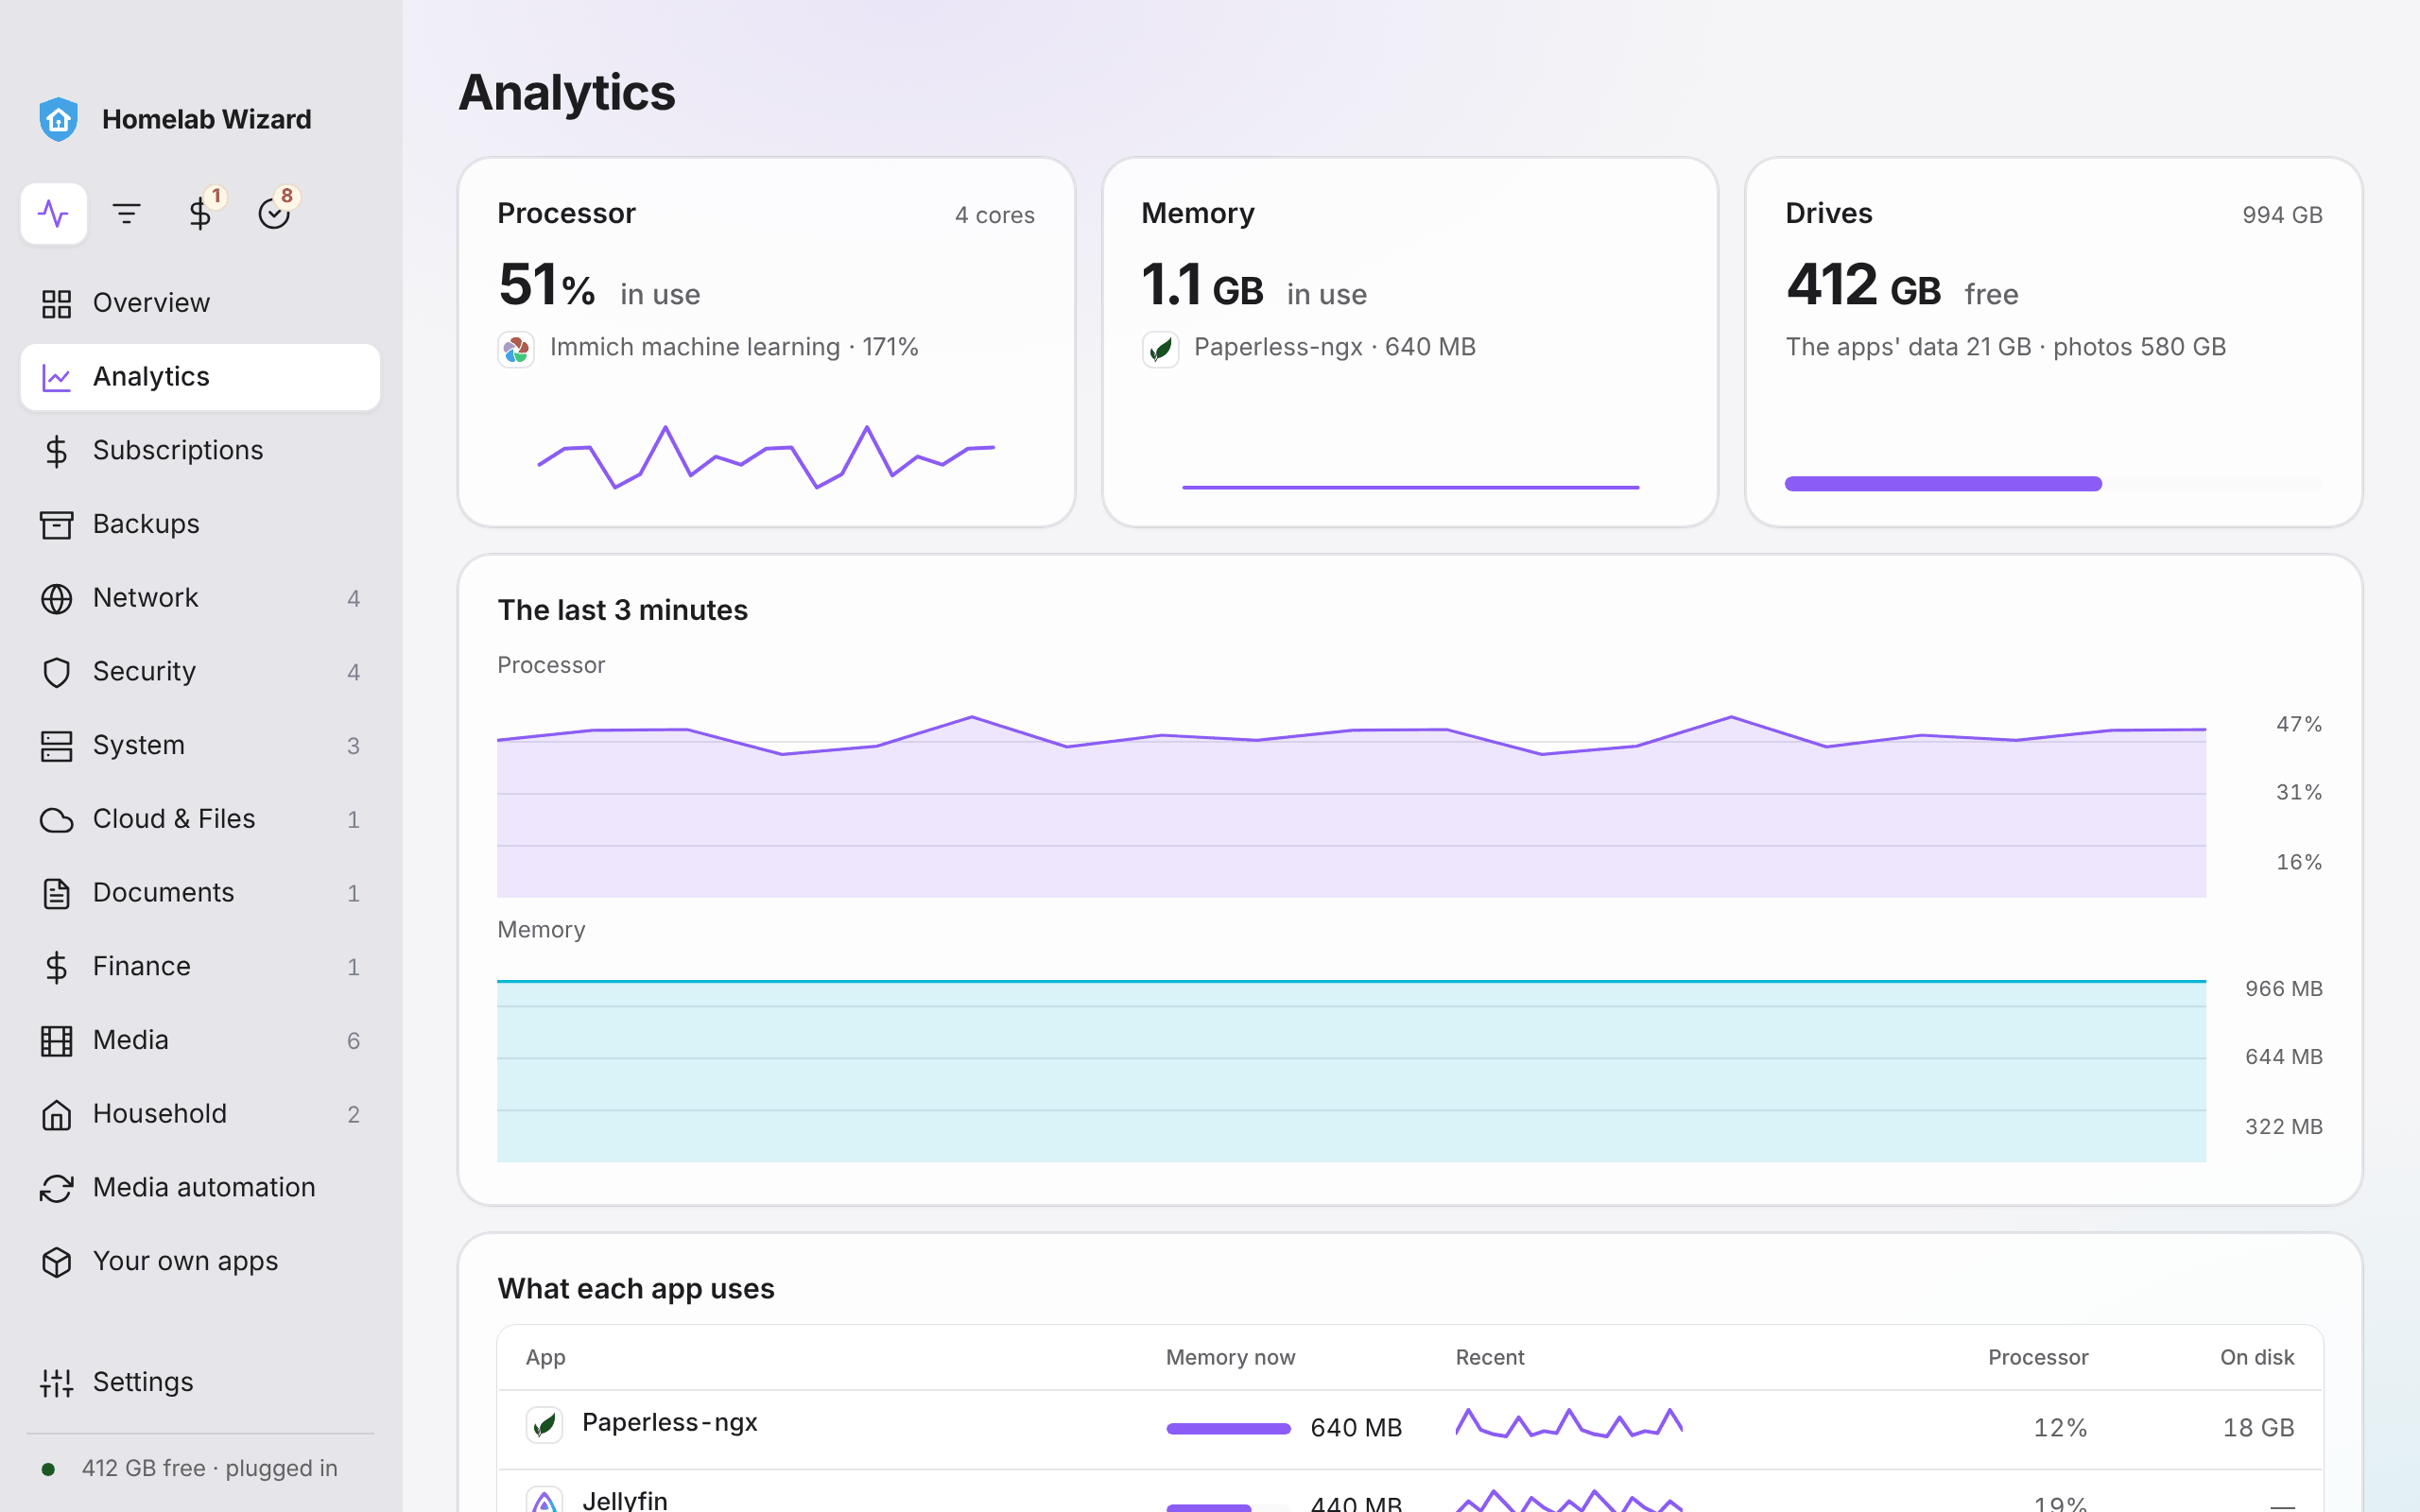 Homelab Wizard
1
8
Overview
Analytics
Subscriptions
Backups
Network 4
Security 4
System 3
Cloud & Files 1
Documents 1
Finance 1
Media 6
Household 2
Media automation
Your own apps
Settings
412 GB free · plugged in
Analytics
Processor 4 cores
51% in use
Immich machine learning · 171%
Memory
1.1 GB in use
Paperless-ngx · 640 MB
Drives 994 GB
412 GB free
The apps' data 21 GB · photos 580 GB
The last 3 minutes
Processor
47%
31%
16%
Memory
966 MB
644 MB
322 MB
What each app uses
App Memory now Recent Processor On disk
Paperless-ngx 640 MB 12% 18 GB
Jellyfin 440 MB 19% —